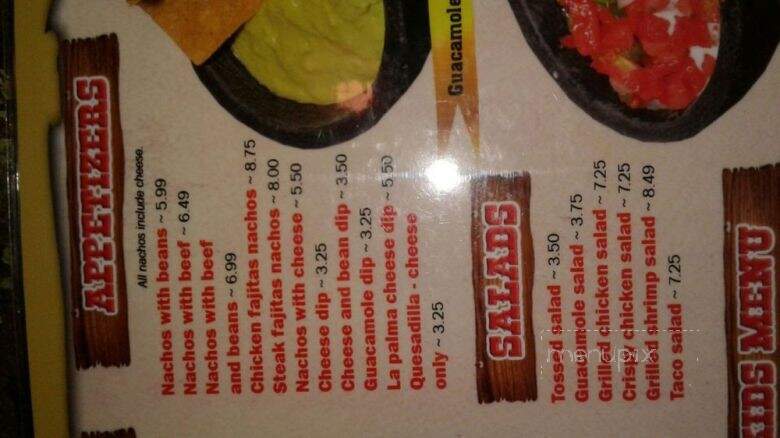 APPETIZERS
All nachos include cheese.
Nachos with beans ~ 5.99
Nachos with beef ~ 6.49
Nachos with beef
and beans ~ 6.99
Chicken fajitas nachos ~ 8.75
Steak fajitas nachos ~ 8.00
Nachos with cheese ~ 5.50
Cheese dip ~ 3.25
Cheese and bean dip ~ 3.50
Guacamole dip ~ 3.25
La palma cheese dip ~ 5.50
Quesadilla - cheese
only ~ 3.25
Guacamole
SALADS
Tossed salad ~ 3.50
Guacamole salad ~ 3.75
Grilled chicken salad ~ 7.25
Crispy chicken salad ~ 7.25
Grilled shrimp salad ~ 8.49
Taco salad ~ 7.25
MENU
menupix